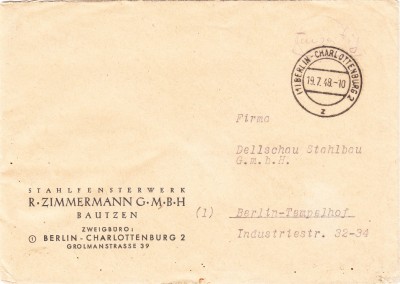 (1) BERLIN-CHARLOTTENBURG 2
19.7.48.-10
z
Firma
Dellschau Stahlbau
G.m.b.H.
(1) Berlin-Tempelhof
Industriestr. 32-34
STAHLFENSTERWERK
R·ZIMMERMANN G·M·B·H
BAUTZEN
ZWEIGBÜRO:
① BERLIN-CHARLOTTENBURG 2
GROLMANSTRASSE 39